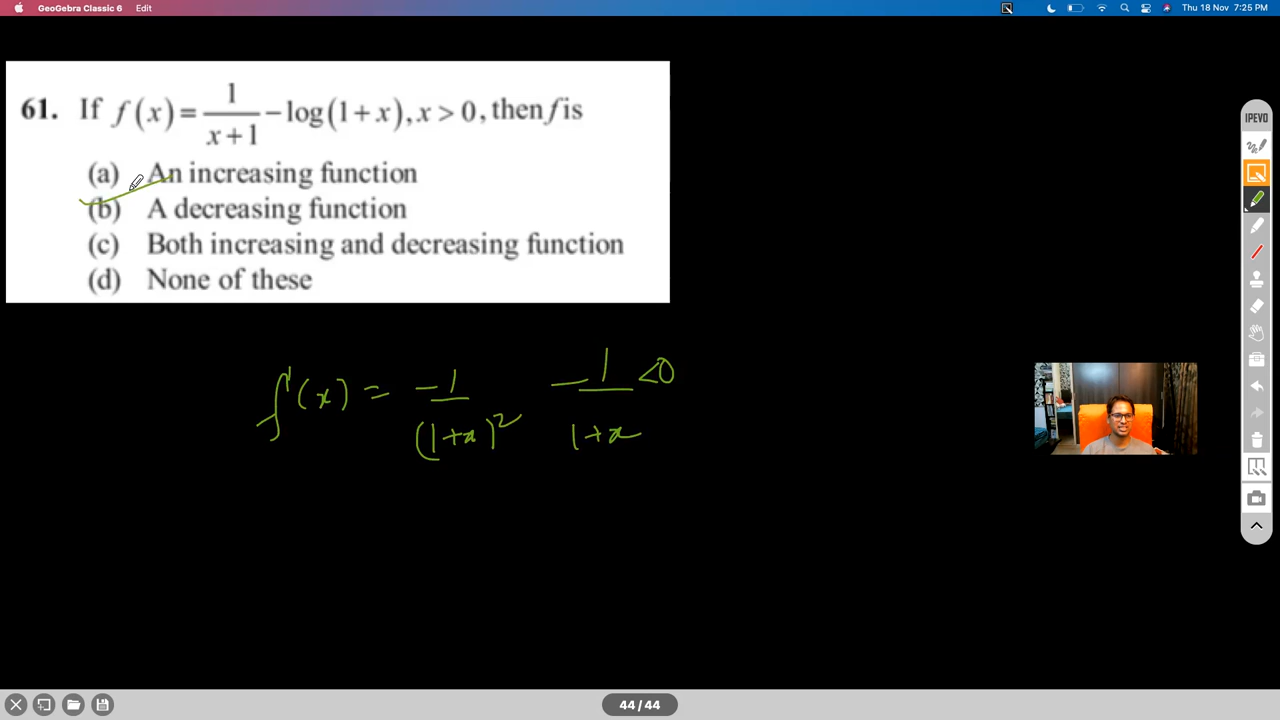 GeoGebra Classic 6 Edit Thu 18 Nov 7:25 PM
61. If f(x) = 1/(x+1) − log(1+x), x > 0, then f is
(a) An increasing function
(b) A decreasing function
(c) Both increasing and decreasing function
(d) None of these
f'(x) = −1/(1+x)² − 1/(1+x) <0
IPEVO
44 / 44